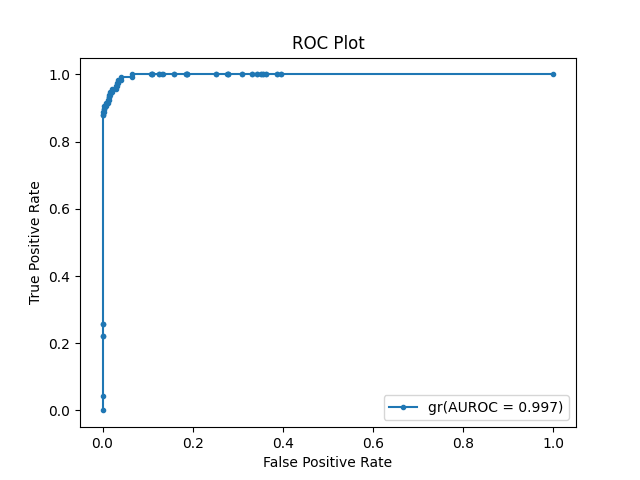 ROC Plot
True Positive Rate
1.0
0.8
0.6
0.4
0.2
0.0
gr(AUROC = 0.997)
0.0 0.2 0.4 0.6 0.8 1.0
False Positive Rate